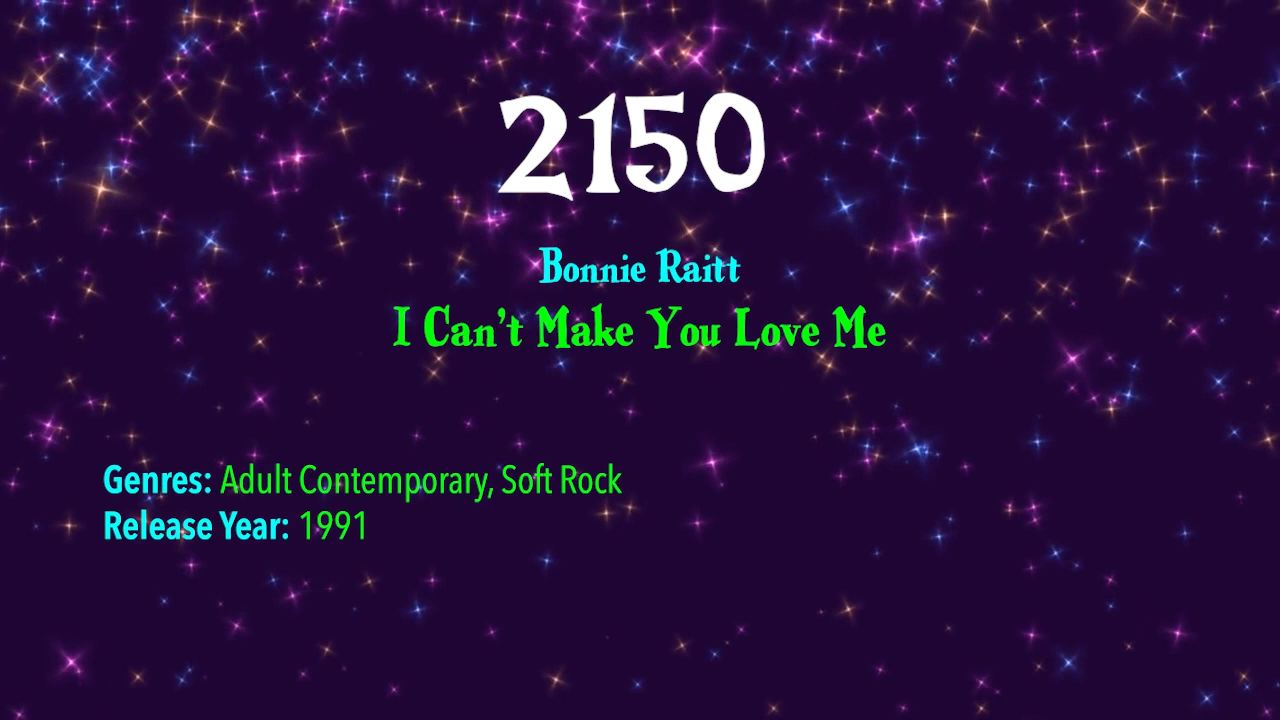 2150
Bonnie Raitt
I Can't Make You Love Me
Genres: Adult Contemporary, Soft Rock
Release Year: 1991